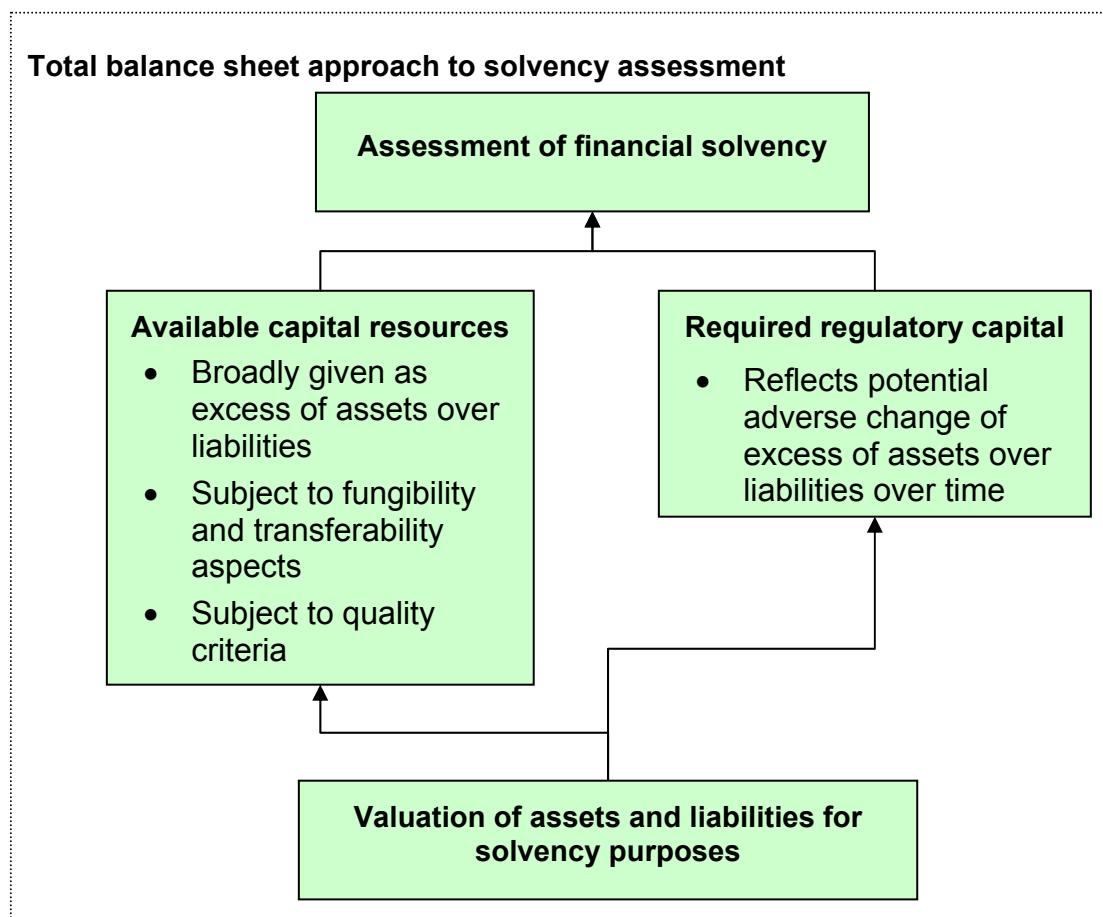 Total balance sheet approach to solvency assessment
Assessment of financial solvency
Available capital resources
• Broadly given as
excess of assets over
liabilities
• Subject to fungibility
and transferability
aspects
• Subject to quality
criteria
Required regulatory capital
• Reflects potential
adverse change of
excess of assets over
liabilities over time
Valuation of assets and liabilities for
solvency purposes